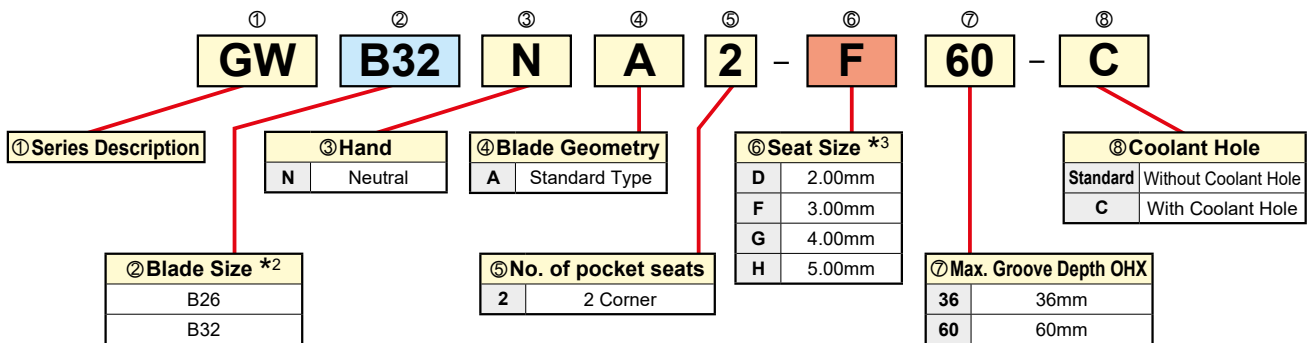 ① ② ③ ④ ⑤ ⑥ ⑦ ⑧
GW B32 N A 2 – F 60 – C
①Series Description
③Hand
N Neutral
④Blade Geometry
A Standard Type
⑥Seat Size *3
D 2.00mm
F 3.00mm
G 4.00mm
H 5.00mm
⑧Coolant Hole
Standard Without Coolant Hole
C With Coolant Hole
②Blade Size *2
B26
B32
⑤No. of pocket seats
2 2 Corner
⑦Max. Groove Depth OHX
36 36mm
60 60mm